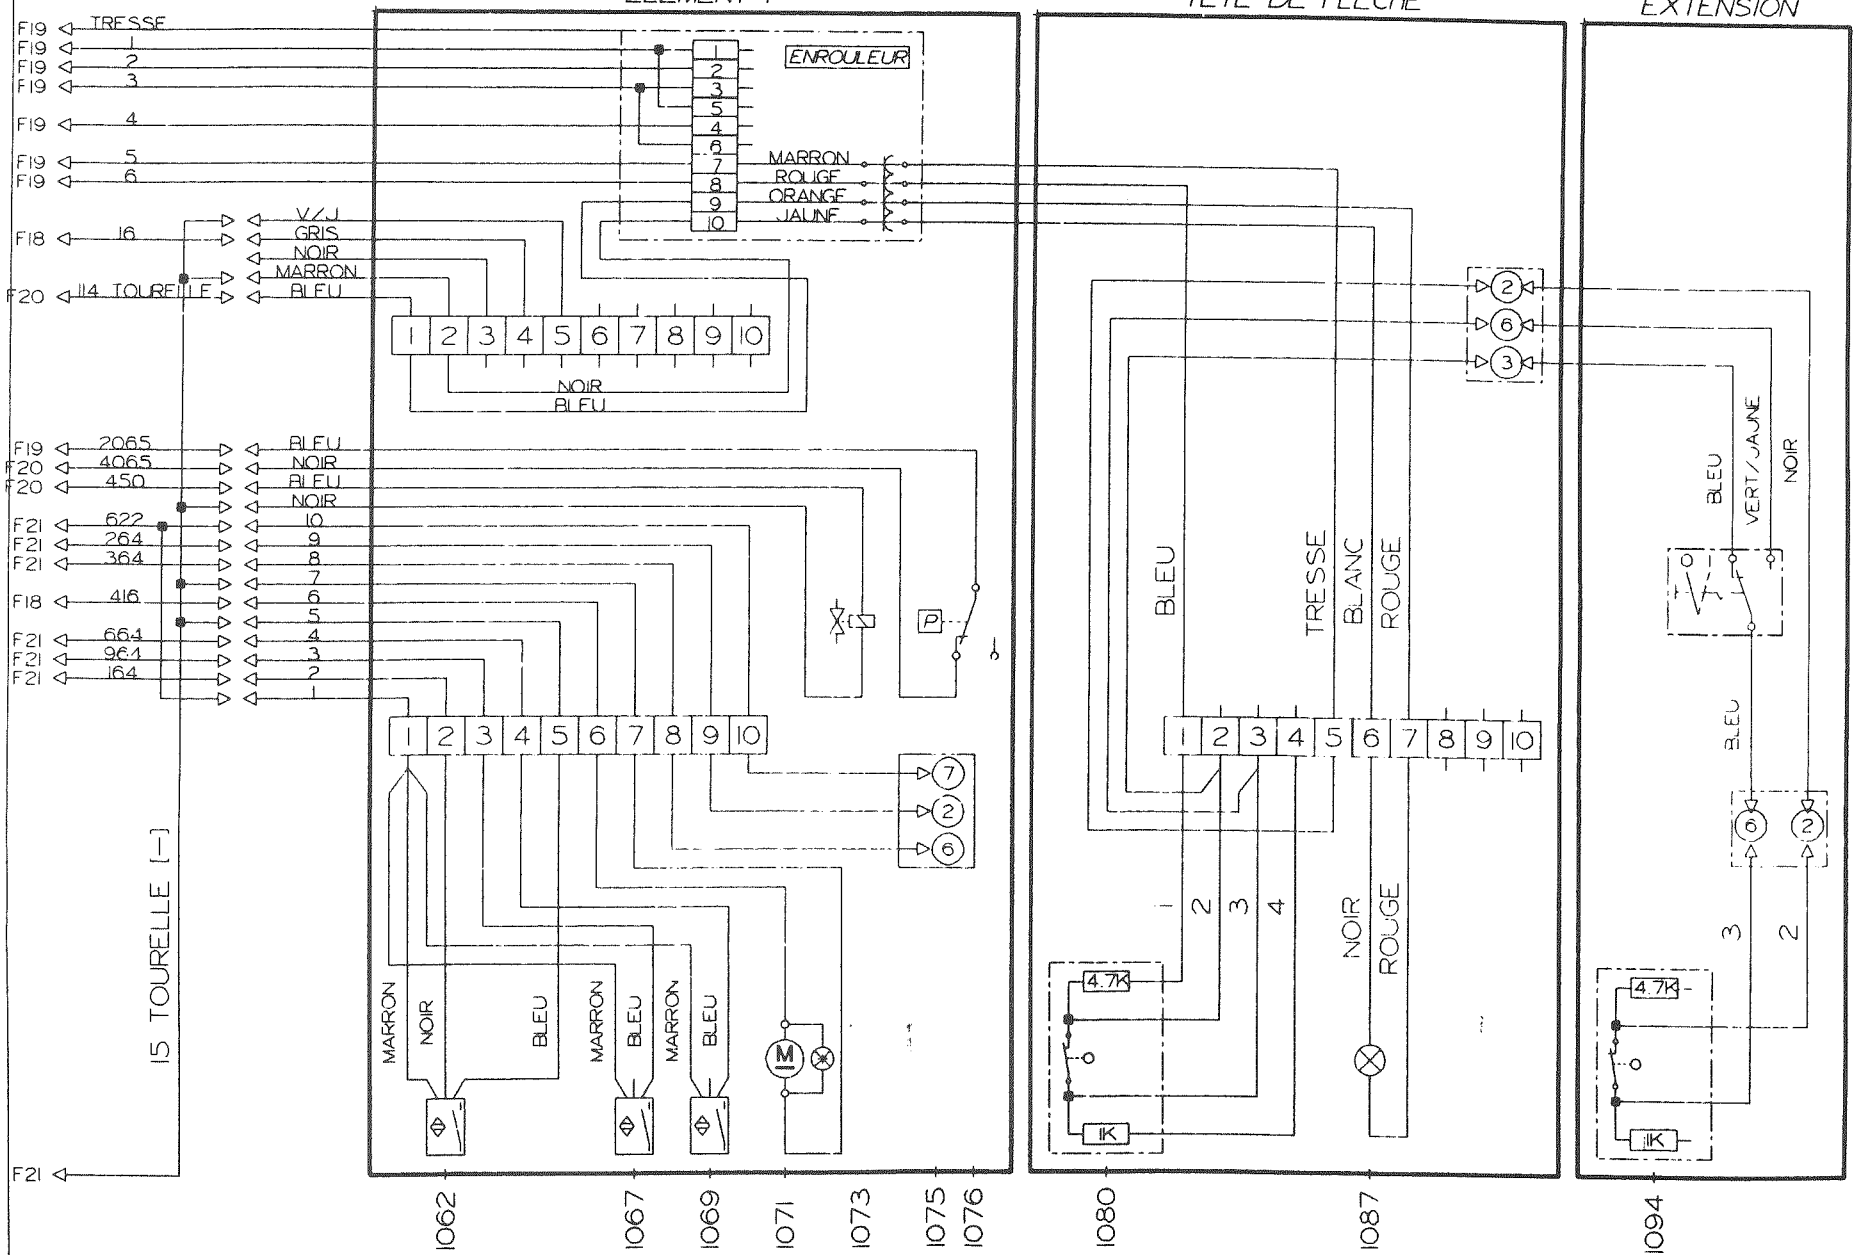 TÊTE DE FLÈCHE
EXTENSION
F19 TRESSE
F19 1
F19 2
F19 3
F19 4
F19 5
F19 6
ENROULEUR
1
2
3
5
4
6
7 MARRON
8 ROUGE
9 ORANGE
10 JAUNE
V/J
F18 16 GRIS
NOIR
MARRON
F20 114 TOURELLE BLEU
1 2 3 4 5 6 7 8 9 10
NOIR
BLEU
2
6
3
F19 2065 BLEU
F20 4065 NOIR
F20 450 BLEU
NOIR
F21 622 10
F21 264 9
F21 364 8
7
F18 416 6
5
F21 664 4
F21 964 3
F21 164 2
1
P
BLEU
TRESSE
BLANC
ROUGE
BLEU
VERT/JAUNE
NOIR
1 2 3 4 5 6 7 8 9 10
1 2 3 4 5 6 7 8 9 10
7
2
6
BLEU
6 2
15 TOURELLE (-)
1
2
3
4
NOIR
ROUGE
3
2
MARRON
NOIR
BLEU
MARRON
BLEU
MARRON
BLEU
M
4.7K
1K
4.7K
1K
F21
1062
1067
1069
1071
1073
1075
1076
1080
1087
1094